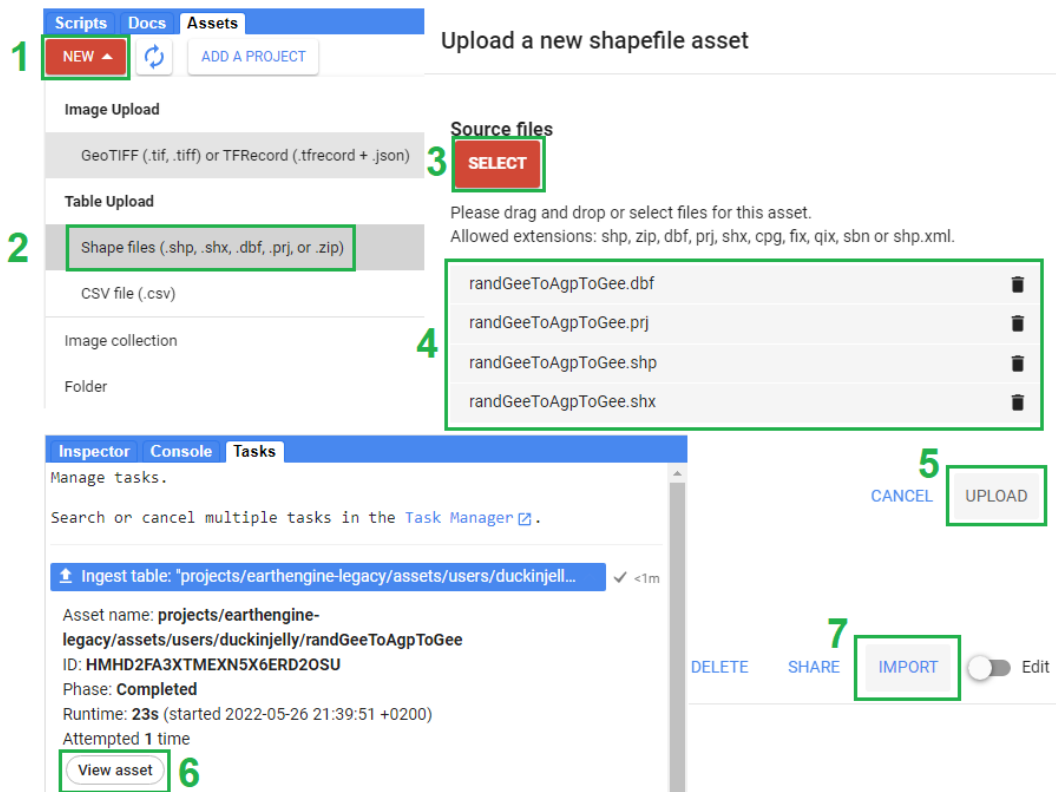 Scripts Docs Assets
1 NEW ADD A PROJECT
Image Upload
GeoTIFF (.tif, .tiff) or TFRecord (.tfrecord + .json)
Table Upload
2 Shape files (.shp, .shx, .dbf, .prj, or .zip)
CSV file (.csv)
Image collection
Folder
Upload a new shapefile asset
Source files
3 SELECT
Please drag and drop or select files for this asset.
Allowed extensions: shp, zip, dbf, prj, shx, cpg, fix, qix, sbn or shp.xml.
4
randGeeToAgpToGee.dbf
randGeeToAgpToGee.prj
randGeeToAgpToGee.shp
randGeeToAgpToGee.shx
5
CANCEL UPLOAD
Inspector Console Tasks
Manage tasks.
Search or cancel multiple tasks in the Task Manager.
Ingest table: "projects/earthengine-legacy/assets/users/duckinjell... <1m
Asset name: projects/earthengine-
legacy/assets/users/duckinjelly/randGeeToAgpToGee
ID: HMHD2FA3XTMEXN5X6ERD2OSU
Phase: Completed
Runtime: 23s (started 2022-05-26 21:39:51 +0200)
Attempted 1 time
View asset 6
7
DELETE SHARE IMPORT Edit